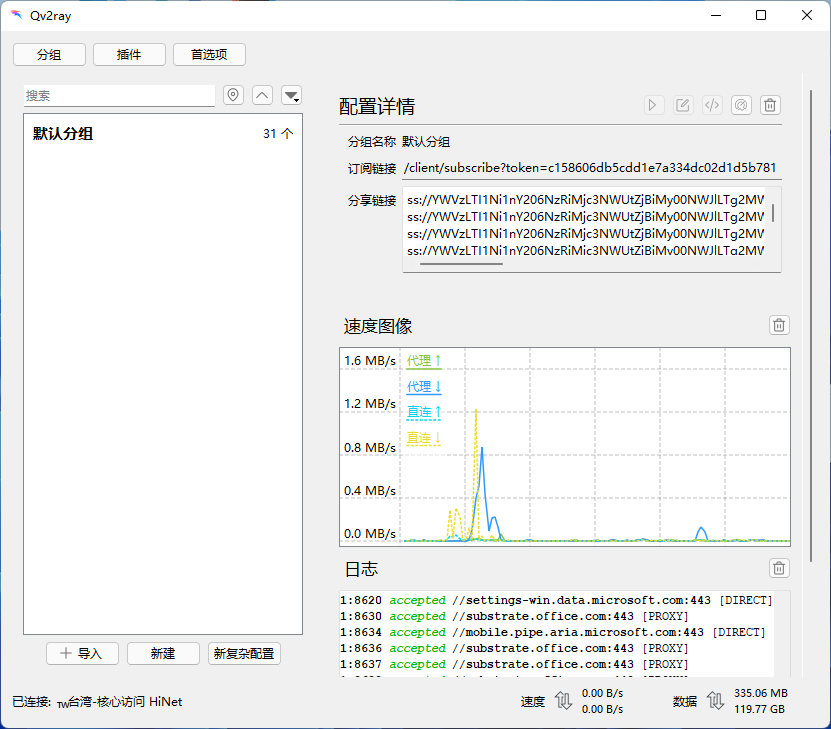 Qv2ray
分组
插件
首选项
搜索
默认分组
31 个
配置详情
分组名称 默认分组
订阅链接 /client/subscribe?token=c158606db5cdd1e7a334dc02d1d5b781
分享链接
ss://YWVzLTI1Ni1nY206NzRiMjc3NWUtZjBiMy00NWJlLTg2MW
ss://YWVzLTI1Ni1nY206NzRiMjc3NWUtZjBiMy00NWJlLTg2MW
ss://YWVzLTI1Ni1nY206NzRiMjc3NWUtZjBiMy00NWJlLTg2MW
ss://YWVzLTI1Ni1nY206NzRiMjc3NWUtZjBiMy00NWJlLTg2MW
速度图像
1.6 MB/s
代理 ↑
代理 ↓
1.2 MB/s
直连 ↑
直连 ↓
0.8 MB/s
0.4 MB/s
0.0 MB/s
日志
1:8620 accepted //settings-win.data.microsoft.com:443 [DIRECT]
1:8630 accepted //substrate.office.com:443 [PROXY]
1:8634 accepted //mobile.pipe.aria.microsoft.com:443 [DIRECT]
1:8636 accepted //substrate.office.com:443 [PROXY]
1:8637 accepted //substrate.office.com:443 [PROXY]
导入
新建
新复杂配置
已连接: TW台湾-核心访问 HiNet
速度
0.00 B/s
0.00 B/s
数据
335.06 MB
119.77 GB